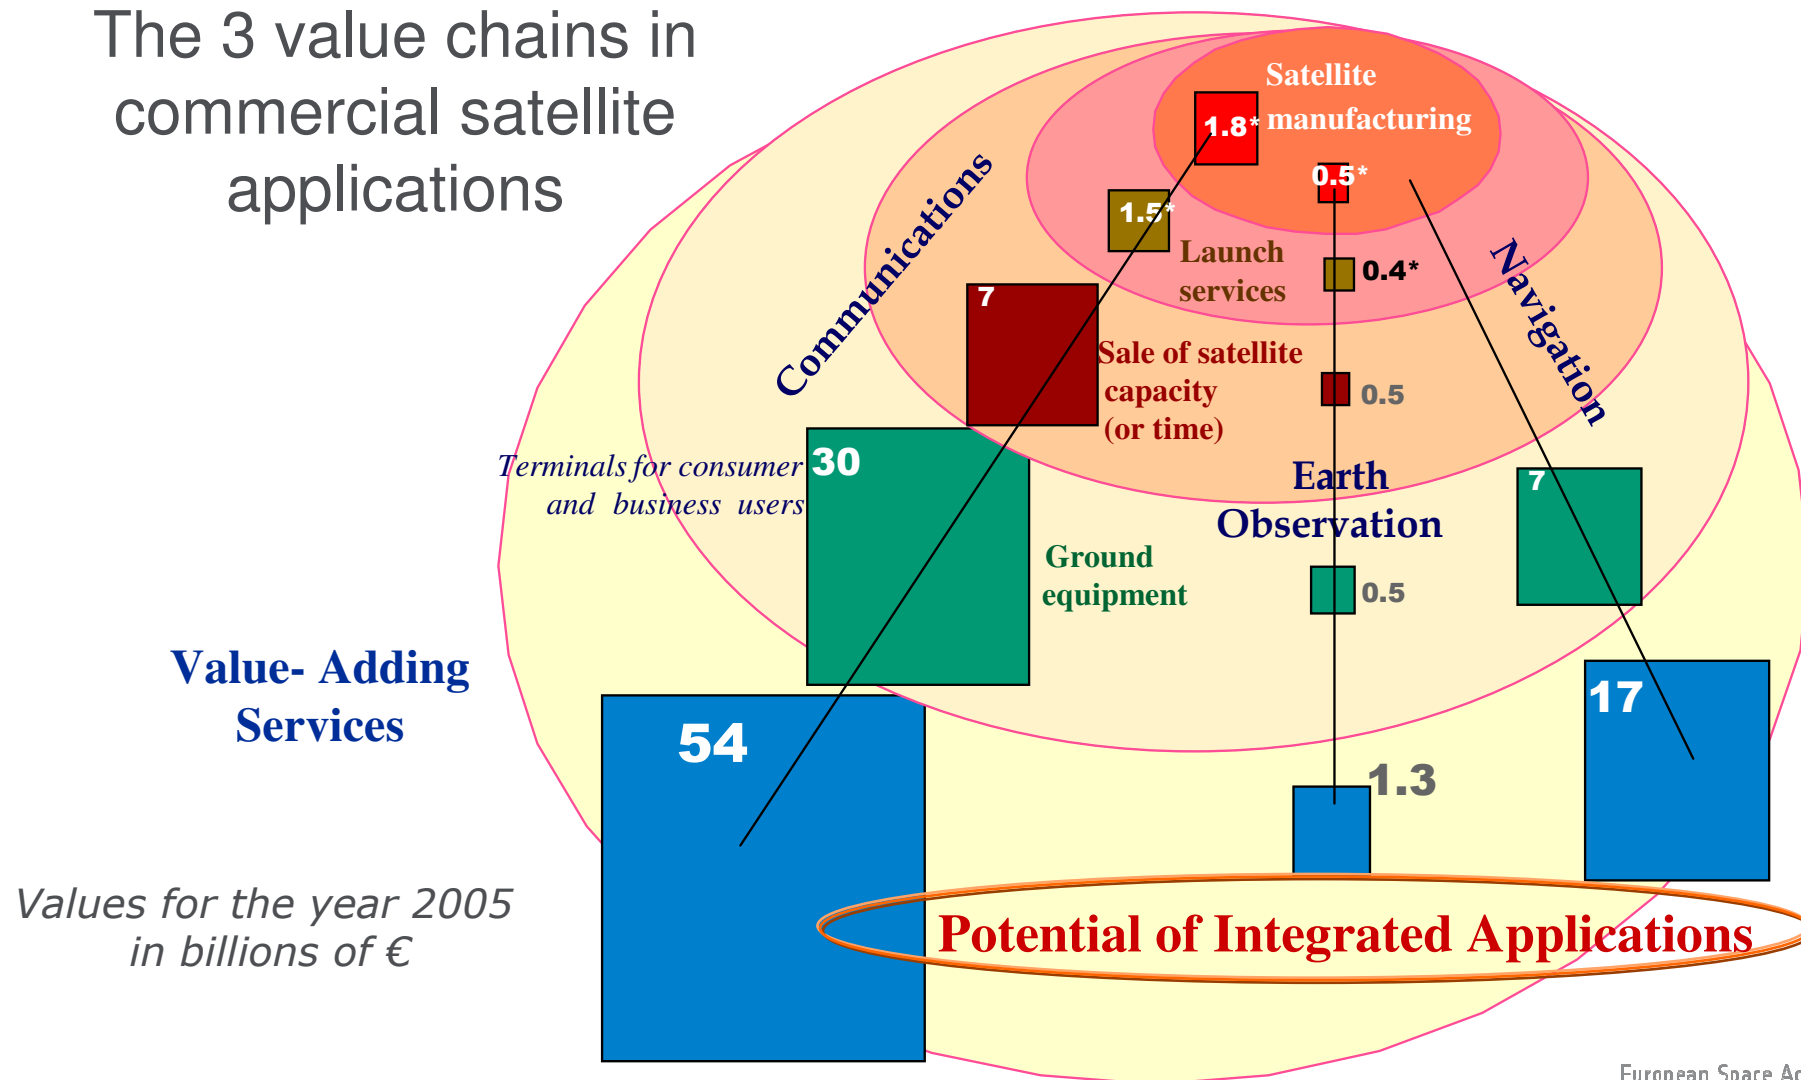 The 3 value chains in
commercial satellite
applications
Satellite
manufacturing
1.8*
0.5*
1.5*
Launch
services
0.4*
Communications
Navigation
7
Sale of satellite
capacity
(or time)
0.5
Terminals for consumer
and business users
30
Earth
Observation
7
Ground
equipment
0.5
Value- Adding
Services
54
17
1.3
Values for the year 2005
in billions of €
Potential of Integrated Applications
European Space